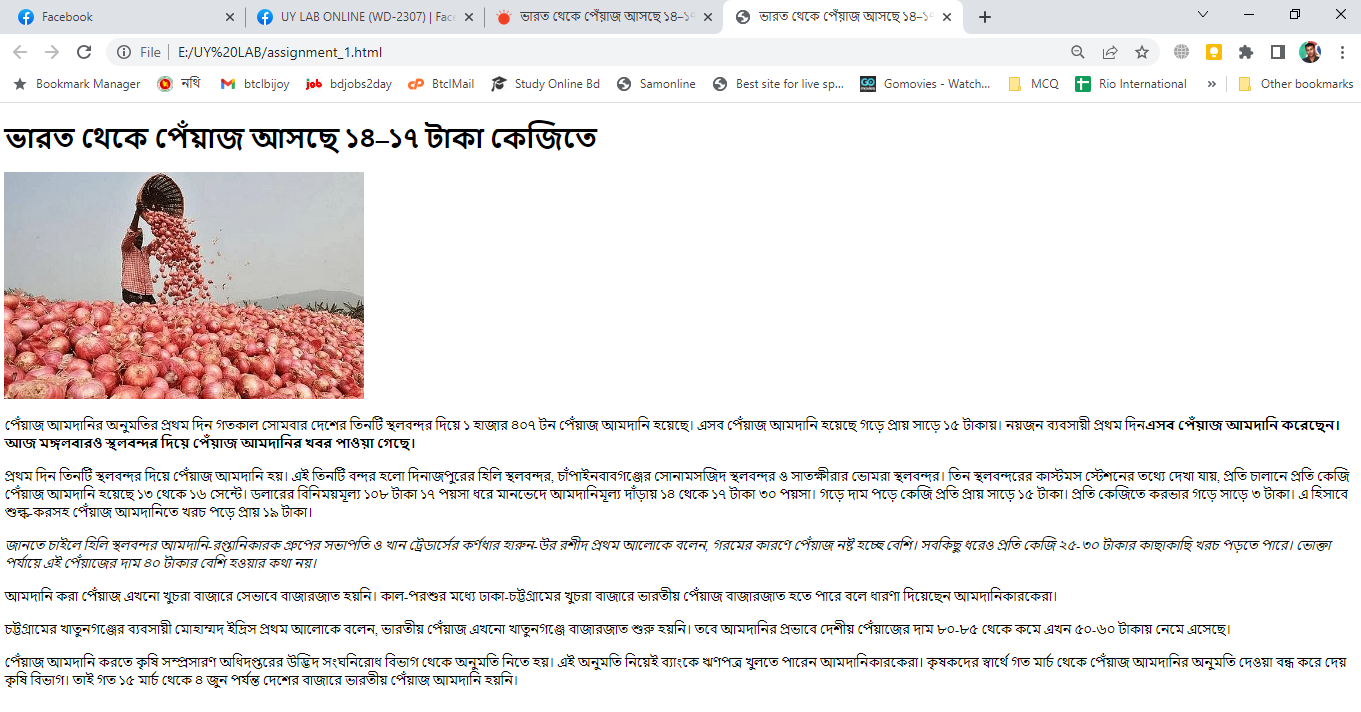 Facebook
UY LAB ONLINE (WD-2307) | Face
ভারত থেকে পেঁয়াজ আসছে ১৪–১৭
ভারত থেকে পেঁয়াজ আসছে ১৪–১৭
File | E:/UY%20LAB/assignment_1.html
Bookmark Manager নথি btclbijoy job bdjobs2day BtclMail Study Online Bd Samonline Best site for live sp... GO Gomovies - Watch... MCQ Rio International » Other bookmarks
ভারত থেকে পেঁয়াজ আসছে ১৪–১৭ টাকা কেজিতে
পেঁয়াজ আমদানির অনুমতির প্রথম দিন গতকাল সোমবার দেশের তিনটি স্থলবন্দর দিয়ে ১ হাজার ৪০৭ টন পেঁয়াজ আমদানি হয়েছে। এসব পেঁয়াজ আমদানি হয়েছে গড়ে প্রায় সাড়ে ১৫ টাকায়। নয়জন ব্যবসায়ী প্রথম দিনএসব পেঁয়াজ আমদানি করেছেন।
আজ মঙ্গলবারও স্থলবন্দর দিয়ে পেঁয়াজ আমদানির খবর পাওয়া গেছে।
প্রথম দিন তিনটি স্থলবন্দর দিয়ে পেঁয়াজ আমদানি হয়। এই তিনটি বন্দর হলো দিনাজপুরের হিলি স্থলবন্দর, চাঁপাইনবাবগঞ্জের সোনামসজিদ স্থলবন্দর ও সাতক্ষীরার ভোমরা স্থলবন্দর। তিন স্থলবন্দরের কাস্টমস স্টেশনের তথ্যে দেখা যায়, প্রতি চালানে প্রতি কেজি
পেঁয়াজ আমদানি হয়েছে ১৩ থেকে ১৬ সেন্টে। ডলারের বিনিময়মূল্য ১০৮ টাকা ১৭ পয়সা ধরে মানভেদে আমদানিমূল্য দাঁড়ায় ১৪ থেকে ১৭ টাকা ৩০ পয়সা। গড়ে দাম পড়ে কেজি প্রতি প্রায় সাড়ে ১৫ টাকা। প্রতি কেজিতে করভার গড়ে সাড়ে ৩ টাকা। এ হিসাবে
শুল্ক-করসহ পেঁয়াজ আমদানিতে খরচ পড়ে প্রায় ১৯ টাকা।
জানতে চাইলে হিলি স্থলবন্দর আমদানি-রপ্তানিকারক গ্রুপের সভাপতি ও খান ট্রেডার্সের কর্ণধার হারুন-উর রশীদ প্রথম আলোকে বলেন, গরমের কারণে পেঁয়াজ নষ্ট হচ্ছে বেশি। সবকিছু ধরেও প্রতি কেজি ২৫-৩০ টাকার কাছাকাছি খরচ পড়তে পারে। ভোক্তা
পর্যায়ে এই পেঁয়াজের দাম ৪০ টাকার বেশি হওয়ার কথা নয়।
আমদানি করা পেঁয়াজ এখনো খুচরা বাজারে সেভাবে বাজারজাত হয়নি। কাল-পরশুর মধ্যে ঢাকা-চট্টগ্রামের খুচরা বাজারে ভারতীয় পেঁয়াজ বাজারজাত হতে পারে বলে ধারণা দিয়েছেন আমদানিকারকেরা।
চট্টগ্রামের খাতুনগঞ্জের ব্যবসায়ী মোহাম্মদ ইদ্রিস প্রথম আলোকে বলেন, ভারতীয় পেঁয়াজ এখনো খাতুনগঞ্জে বাজারজাত শুরু হয়নি। তবে আমদানির প্রভাবে দেশীয় পেঁয়াজের দাম ৮০-৮৫ থেকে কমে এখন ৫০-৬০ টাকায় নেমে এসেছে।
পেঁয়াজ আমদানি করতে কৃষি সম্প্রসারণ অধিদপ্তরের উদ্ভিদ সংঘনিরোধ বিভাগ থেকে অনুমতি নিতে হয়। এই অনুমতি নিয়েই ব্যাংকে ঋণপত্র খুলতে পারেন আমদানিকারকেরা। কৃষকদের স্বার্থে গত মার্চ থেকে পেঁয়াজ আমদানির অনুমতি দেওয়া বন্ধ করে দেয়
কৃষি বিভাগ। তাই গত ১৫ মার্চ থেকে ৪ জুন পর্যন্ত দেশের বাজারে ভারতীয় পেঁয়াজ আমদানি হয়নি।